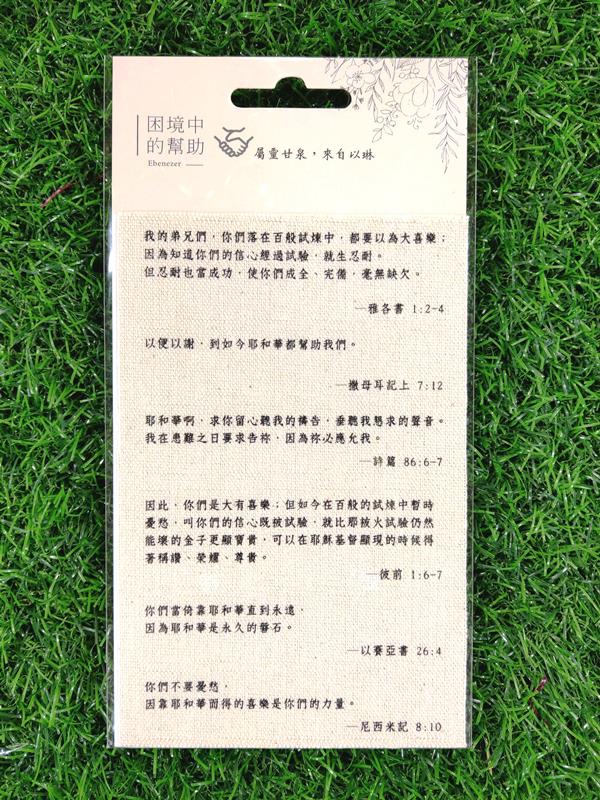 困境中
的幫助
Ebenezer
屬靈甘泉，來自以琳
我的弟兄們，你們落在百般試煉中，都要以為大喜樂；
因為知道你們的信心經過試驗，就生忍耐。
但忍耐也當成功，使你們成全、完備，毫無缺欠。
—雅各書 1:2-4
以便以謝，到如今耶和華都幫助我們。
—撒母耳記上 7:12
耶和華啊，求你留心聽我的禱告，垂聽我懇求的聲音。
我在患難之日要求告祢，因為祢必應允我。
—詩篇 86:6-7
因此，你們是大有喜樂；但如今在百般的試煉中暫時
憂愁，叫你們的信心既被試驗，就比那被火試驗仍然
能壞的金子更顯寶貴，可以在耶穌基督顯現的時候得
著稱讚、榮耀、尊貴。
—彼前 1:6-7
你們當倚靠耶和華直到永遠，
因為耶和華是永久的磐石。
—以賽亞書 26:4
你們不要憂愁，
因靠耶和華而得的喜樂是你們的力量。
—尼西米記 8:10